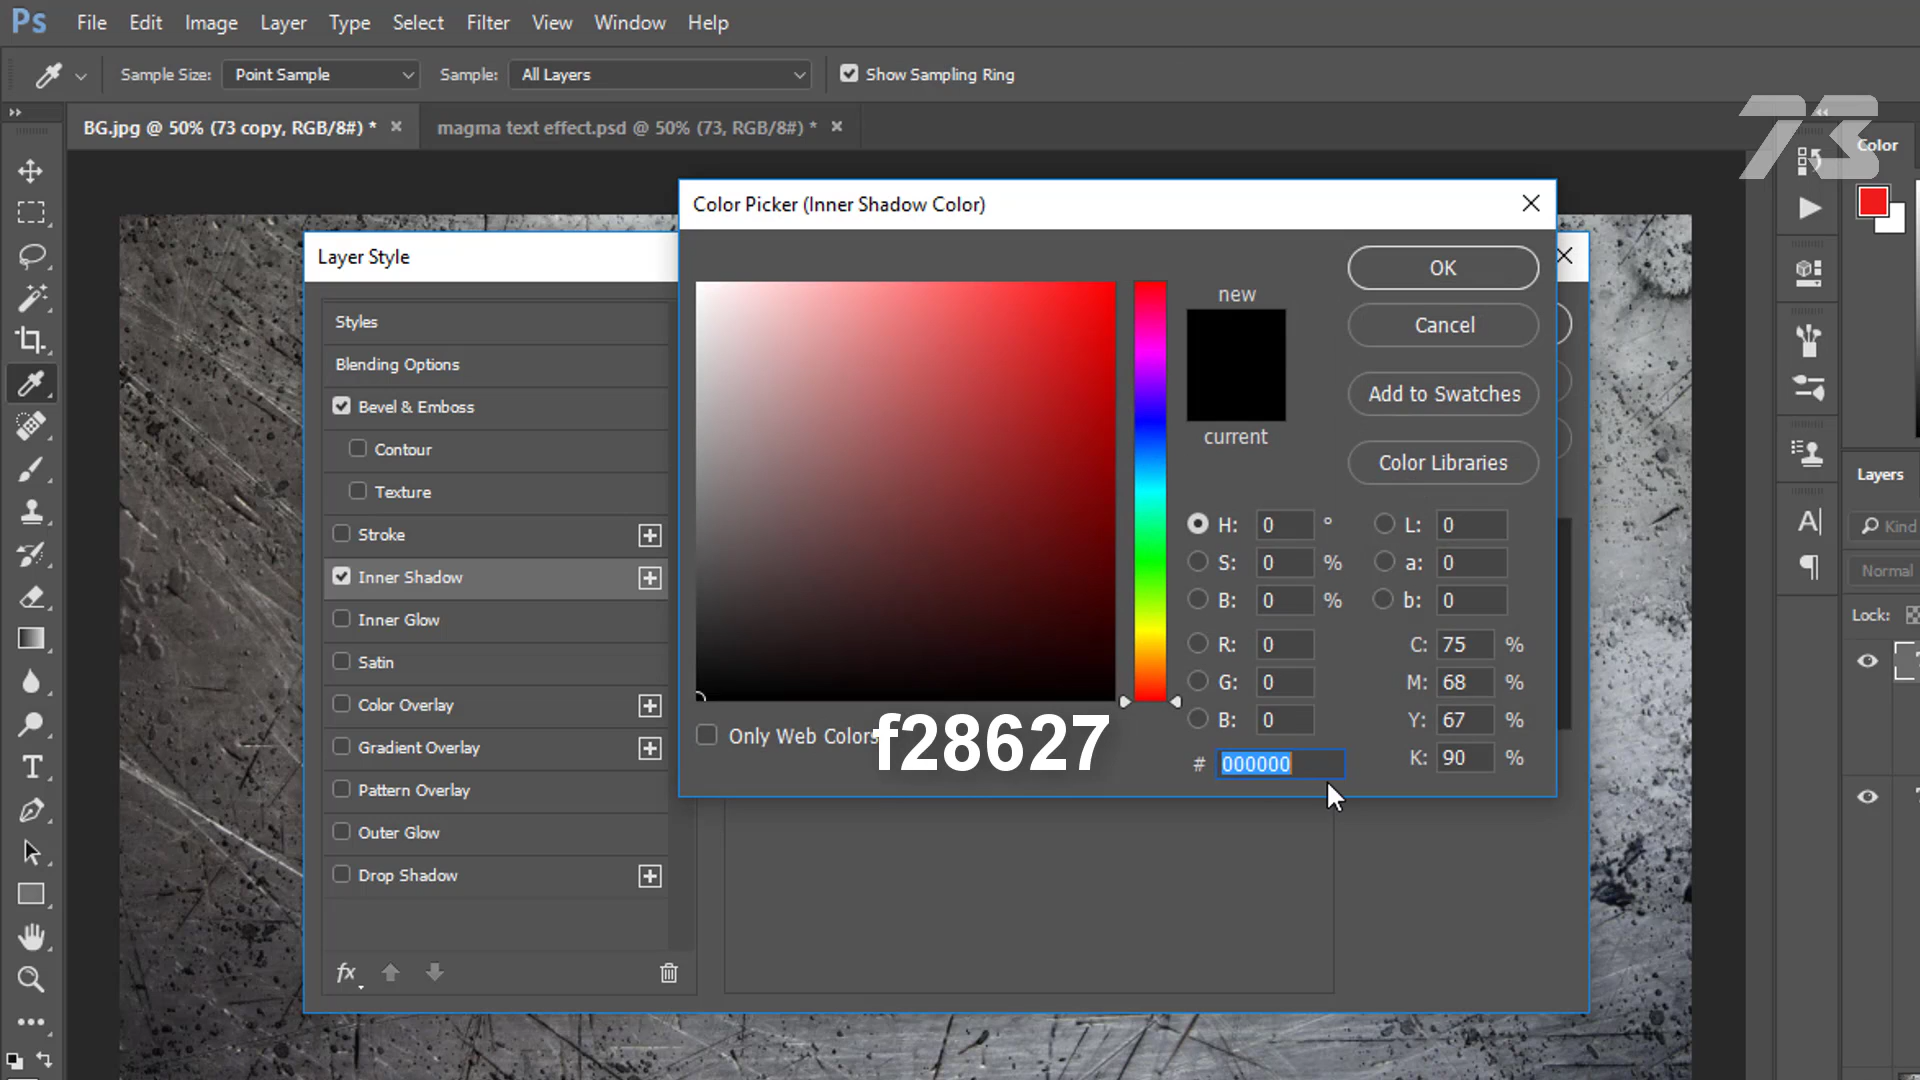 Ps File Edit Image Layer Type Select Filter View Window Help
Sample Size: Point Sample Sample: All Layers Show Sampling Ring
BG.jpg @ 50% (73 copy, RGB/8#) * magma text effect.psd @ 50% (73, RGB/8#) *
73
Color
Color Picker (Inner Shadow Color)
Layer Style
OK
new
Cancel
Add to Swatches
current
Color Libraries
Styles
Blending Options
Bevel & Emboss
Contour
Texture
Stroke
Inner Shadow
Inner Glow
Satin
Color Overlay
Gradient Overlay
Pattern Overlay
Outer Glow
Drop Shadow
fx
H: 0 ° L: 0
S: 0 % a: 0
B: 0 % b: 0
R: 0 C: 75 %
G: 0 M: 68 %
B: 0 Y: 67 %
# 000000 K: 90 %
Only Web Colors
f28627
Layers
Kind
Normal
Lock: